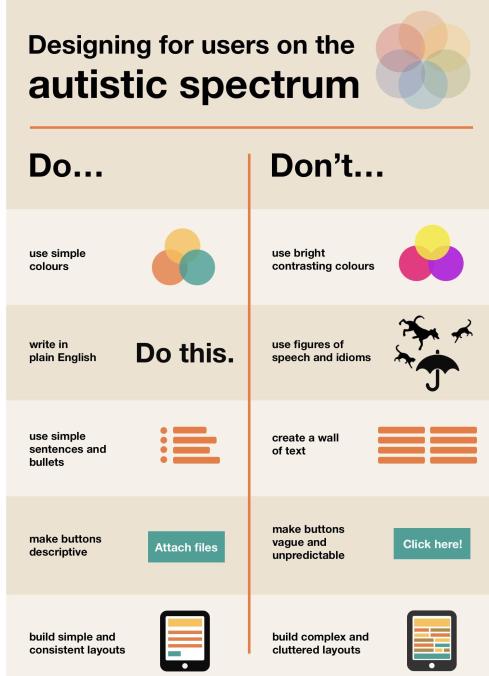 Designing for users on the
autistic spectrum
Do...
Don't...
use simple
colours
use bright
contrasting colours
write in
plain English
Do this.
use figures of
speech and idioms
use simple
sentences and
bullets
create a wall
of text
make buttons
descriptive
Attach files
make buttons
vague and
unpredictable
Click here!
build simple and
consistent layouts
build complex and
cluttered layouts